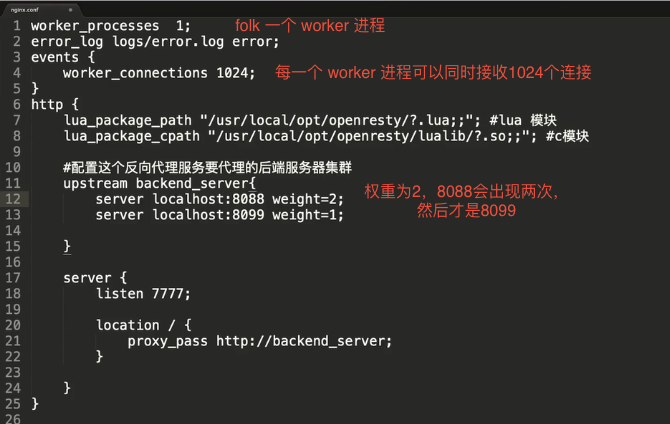 nginx.conf
1 worker_processes  1; folk 一个 worker 进程
2 error_log logs/error.log error;
3 events {
4     worker_connections 1024; 每一个 worker 进程可以同时接收1024个连接
5 }
6 http {
7     lua_package_path "/usr/local/opt/openresty/?.lua;;"; #lua 模块
8     lua_package_cpath "/usr/local/opt/openresty/lualib/?.so;;"; #c模块
9
10     #配置这个反向代理服务要代理的后端服务器集群
11     upstream backend_server{
12         server localhost:8088 weight=2; 权重为2，8088会出现两次，
13         server localhost:8099 weight=1; 然后才是8099
14
15     }
16
17     server {
18         listen 7777;
19
20         location / {
21             proxy_pass http://backend_server;
22         }
23
24     }
25 }
26